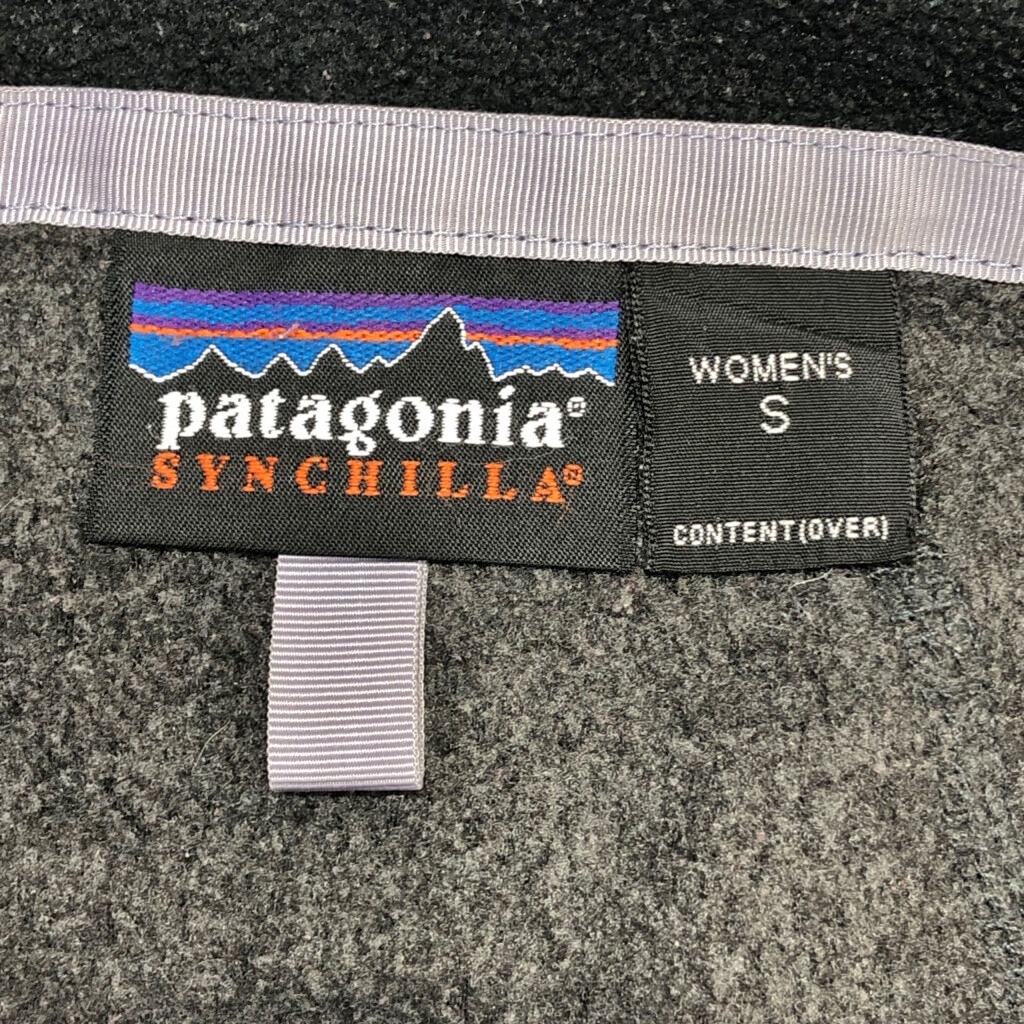 patagonia®
SYNCHILLA®
WOMEN'S
S
CONTENT(OVER)